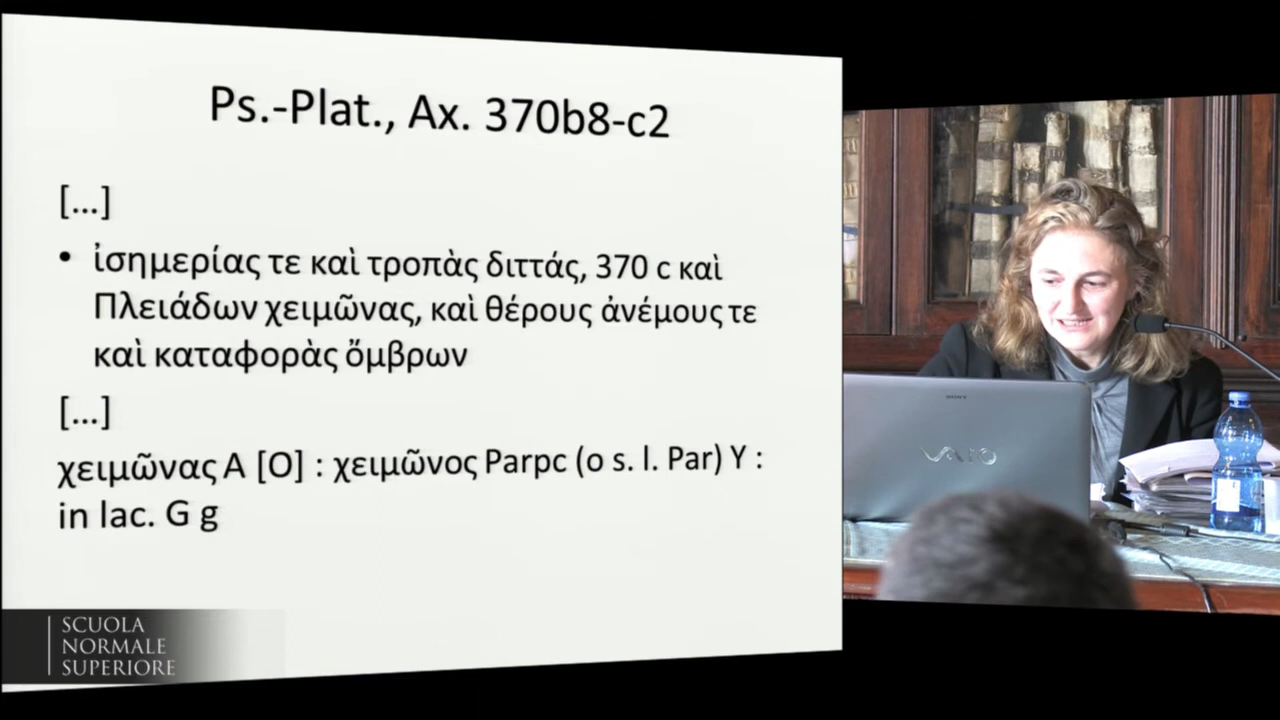 Ps.-Plat., Ax. 370b8-c2
[...]
• ἰσημερίας τε καὶ τροπὰς διττάς, 370 c καὶ
Πλειάδων χειμῶνας, καὶ θέρους ἀνέμους τε
καὶ καταφορὰς ὄμβρων
[...]
χειμῶνας A [O] : χειμῶνος Parpc (o s. l. Par) Y :
in lac. G g
SCUOLA
NORMALE
SUPERIORE
SONY
VAIO